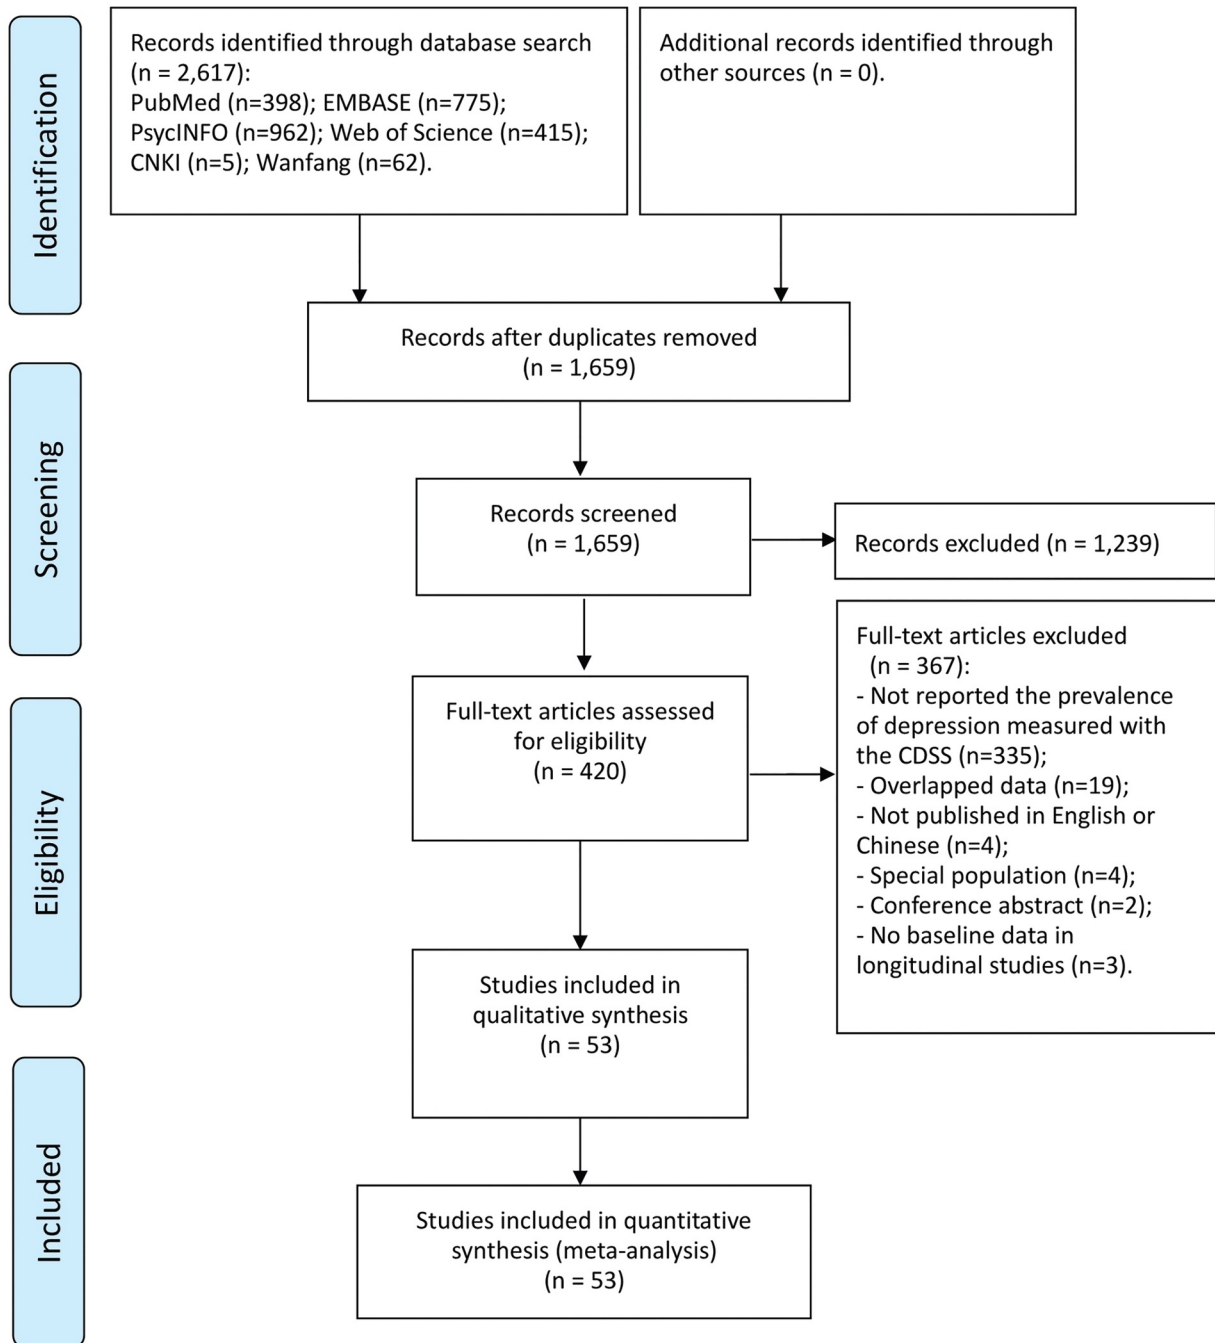 Identification
Records identified through database search
(n = 2,617):
PubMed (n=398); EMBASE (n=775);
PsycINFO (n=962); Web of Science (n=415);
CNKI (n=5); Wanfang (n=62).
Additional records identified through
other sources (n = 0).
Records after duplicates removed
(n = 1,659)
Screening
Records screened
(n = 1,659)
Records excluded (n = 1,239)
Eligibility
Full-text articles assessed
for eligibility
(n = 420)
Full-text articles excluded
(n = 367):
- Not reported the prevalence
of depression measured with
the CDSS (n=335);
- Overlapped data (n=19);
- Not published in English or
Chinese (n=4);
- Special population (n=4);
- Conference abstract (n=2);
- No baseline data in
longitudinal studies (n=3).
Studies included in
qualitative synthesis
(n = 53)
Included
Studies included in quantitative
synthesis (meta-analysis)
(n = 53)